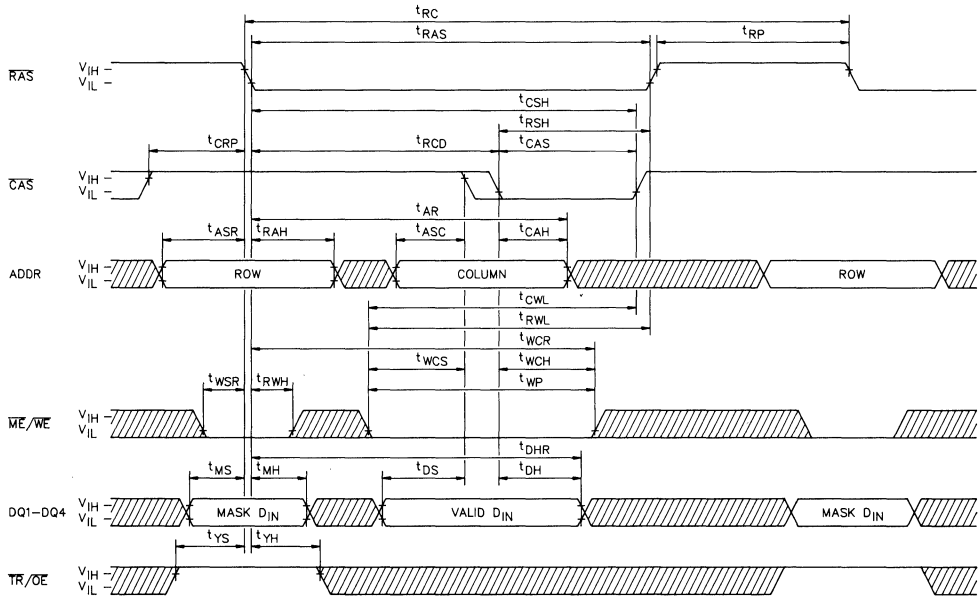 tRC
tRAS
tRP
RAS
VIH
VIL
tCSH
tRSH
tCRP
tRCD
tCAS
CAS
VIH
VIL
tAR
tASR
tRAH
tASC
tCAH
ADDR
VIH
VIL
ROW
COLUMN
ROW
tCWL
tRWL
tWCR
tWCS
tWCH
tWSR
tRWH
tWP
ME/WE
VIH
VIL
tDHR
tMS
tMH
tDS
tDH
DQ1-DQ4
VIH
VIL
MASK DIN
VALID DIN
MASK DIN
tYS
tYH
TR/OE
VIH
VIL